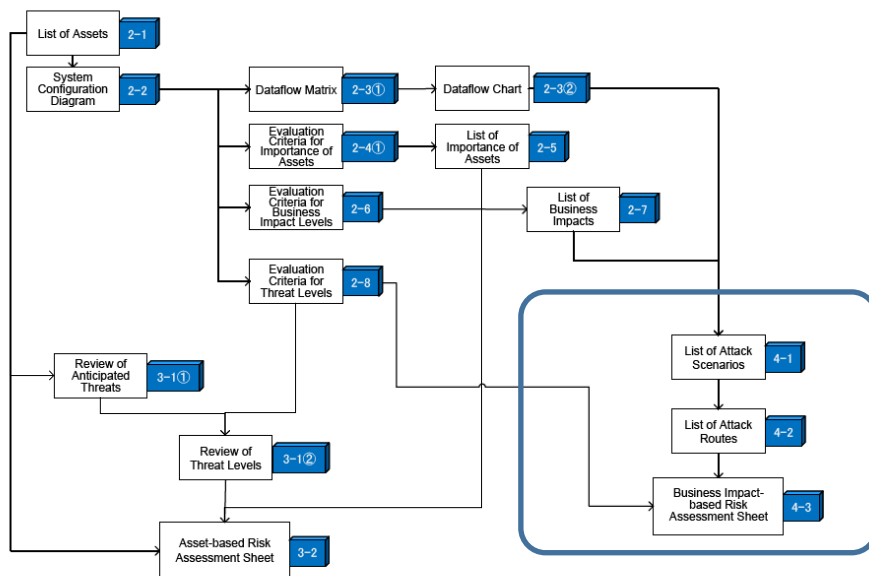 List of Assets
2-1
System
Configuration
Diagram
2-2
Dataflow Matrix
2-3①
Dataflow Chart
2-3②
Evaluation
Criteria for
Importance of
Assets
2-4①
List of
Importance of
Assets
2-5
Evaluation
Criteria for
Business
Impact Levels
2-6
List of
Business
Impacts
2-7
Evaluation
Criteria for
Threat Levels
2-8
List of Attack
Scenarios
4-1
Review of
Anticipated
Threats
3-1①
List of Attack
Routes
4-2
Review of
Threat Levels
3-1②
Business Impact-
based Risk
Assessment Sheet
4-3
Asset-based Risk
Assessment Sheet
3-2